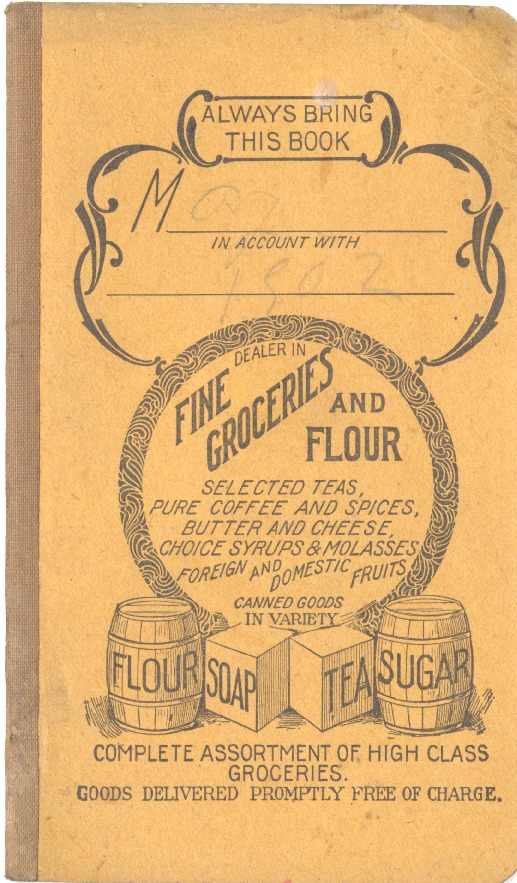 ALWAYS BRING
THIS BOOK
May
IN ACCOUNT WITH
1902
DEALER IN
FINE
GROCERIES
AND
FLOUR
SELECTED TEAS,
PURE COFFEE AND SPICES,
BUTTER AND CHEESE,
CHOICE SYRUPS & MOLASSES
FOREIGN AND DOMESTIC FRUITS
CANNED GOODS
IN VARIETY
FLOUR SOAP TEA SUGAR
COMPLETE ASSORTMENT OF HIGH CLASS
GROCERIES.
GOODS DELIVERED PROMPTLY FREE OF CHARGE.